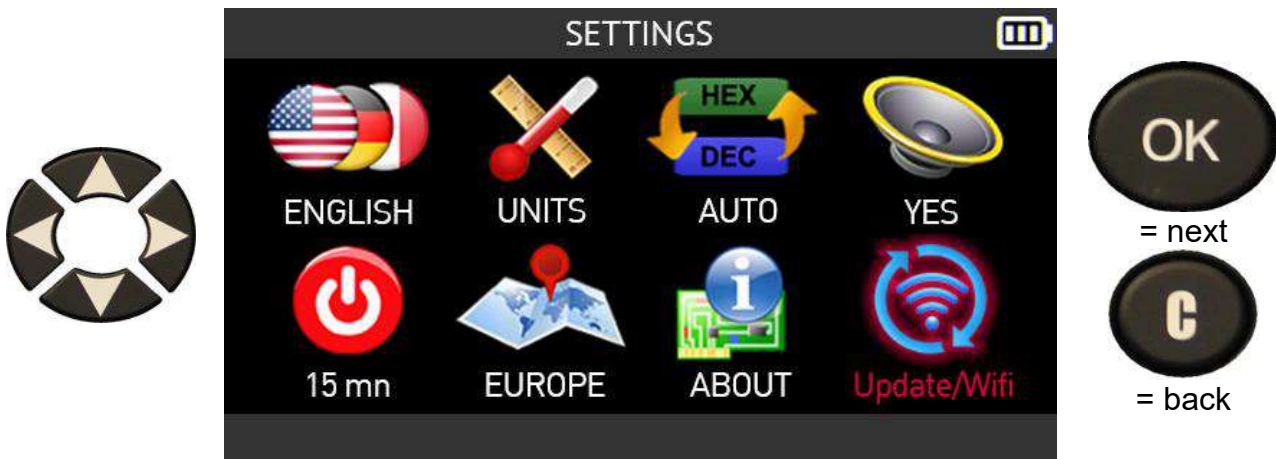 SETTINGS
HEX
DEC
ENGLISH
UNITS
AUTO
YES
15 mn
EUROPE
ABOUT
Update/Wifi
OK
= next
C
= back